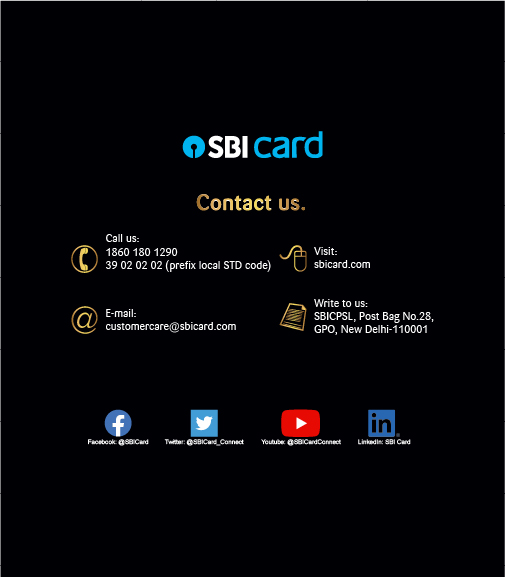 SBI card
Contact us.
Call us:
1860 180 1290
39 02 02 02 (prefix local STD code)
Visit:
sbicard.com
E-mail:
customercare@sbicard.com
Write to us:
SBICPSL, Post Bag No.28,
GPO, New Delhi-110001
Facebook: @SBICard
Twitter: @SBICard_Connect
Youtube: @SBICardConnect
in
LinkedIn: SBI Card